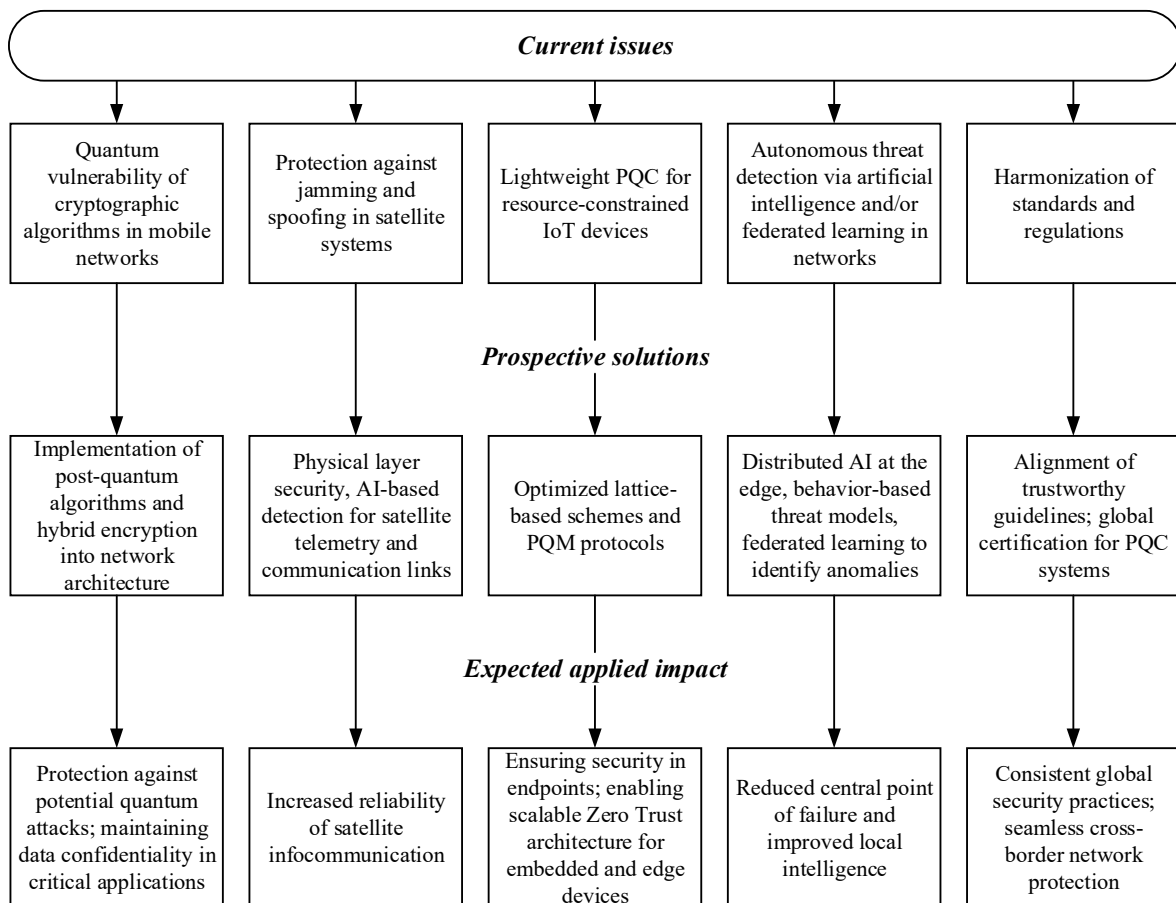 Current issues
Quantum
vulnerability of
cryptographic
algorithms in mobile
networks
Protection against
jamming and
spoofing in satellite
systems
Lightweight PQC for
resource-constrained
IoT devices
Autonomous threat
detection via artificial
intelligence and/or
federated learning in
networks
Harmonization of
standards and
regulations
Prospective solutions
Implementation of
post-quantum
algorithms and
hybrid encryption
into network
architecture
Physical layer
security, AI-based
detection for satellite
telemetry and
communication links
Optimized lattice-
based schemes and
PQM protocols
Distributed AI at the
edge, behavior-based
threat models,
federated learning to
identify anomalies
Alignment of
trustworthy
guidelines; global
certification for PQC
systems
Expected applied impact
Protection against
potential quantum
attacks; maintaining
data confidentiality in
critical applications
Increased reliability
of satellite
infocommunication
Ensuring security in
endpoints; enabling
scalable Zero Trust
architecture for
embedded and edge
devices
Reduced central point
of failure and
improved local
intelligence
Consistent global
security practices;
seamless cross-
border network
protection